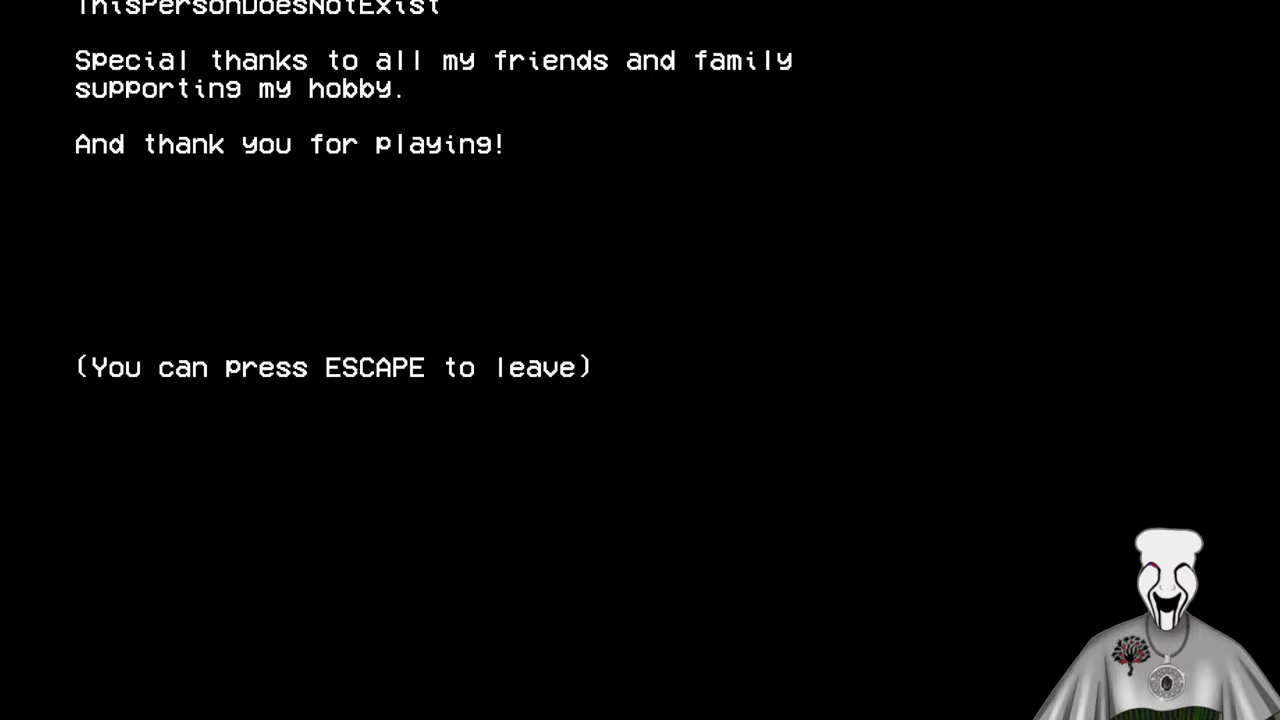 ThisPersonDoesNotExist
Special thanks to all my friends and family
supporting my hobby.
And thank you for playing!
(You can press ESCAPE to leave)